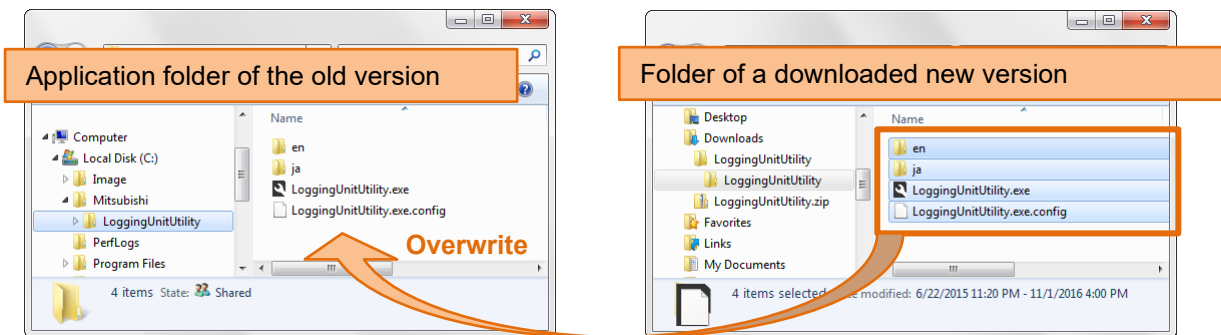 Application folder of the old version
Name
Computer
Local Disk (C:)
Image
Mitsubishi
LoggingUnitUtility
PerfLogs
Program Files
en
ja
LoggingUnitUtility.exe
LoggingUnitUtility.exe.config
Overwrite
4 items State: Shared
Folder of a downloaded new version
Desktop
Downloads
LoggingUnitUtility
LoggingUnitUtility
LoggingUnitUtility.zip
Favorites
Links
My Documents
Name
en
ja
LoggingUnitUtility.exe
LoggingUnitUtility.exe.config
4 items selected modified: 6/22/2015 11:20 PM - 11/1/2016 4:00 PM